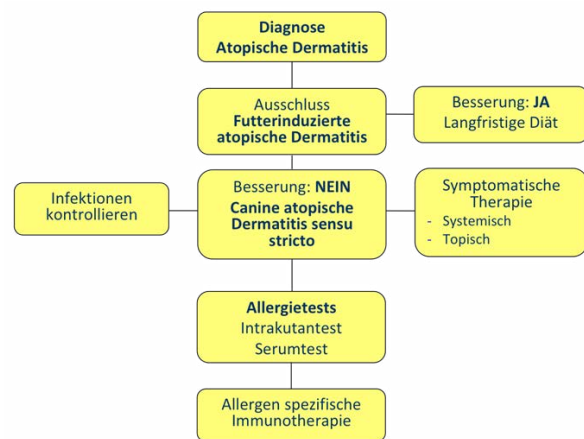 Diagnose
Atopische Dermatitis
Ausschluss
Futterinduzierte
atopische Dermatitis
Besserung: JA
Langfristige Diät
Infektionen
kontrollieren
Besserung: NEIN
Canine atopische
Dermatitis sensu
stricto
Symptomatische
Therapie
- Systemisch
- Topisch
Allergietests
Intrakutantest
Serumtest
Allergen spezifische
Immunotherapie